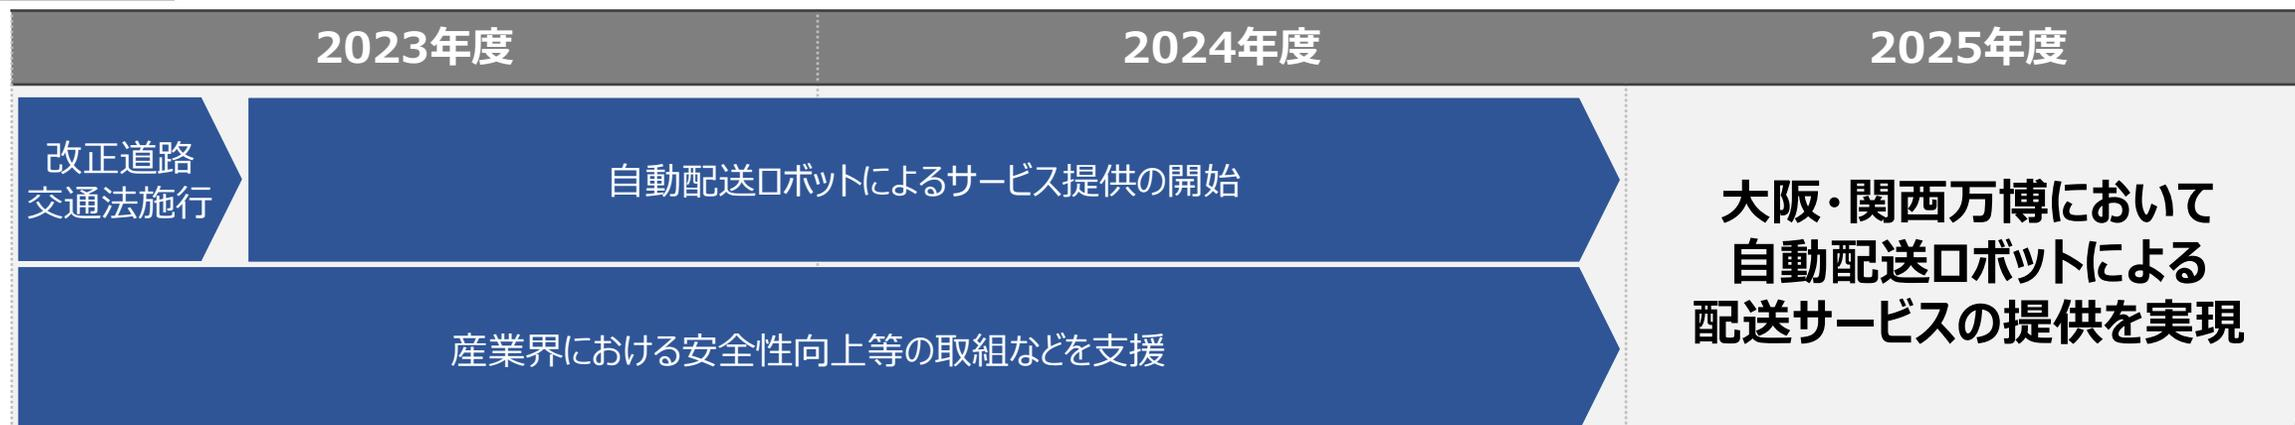 2023年度
2024年度
2025年度
改正道路
交通法施行
自動配送ロボットによるサービス提供の開始
産業界における安全性向上等の取組などを支援
大阪・関西万博において
自動配送ロボットによる
配送サービスの提供を実現